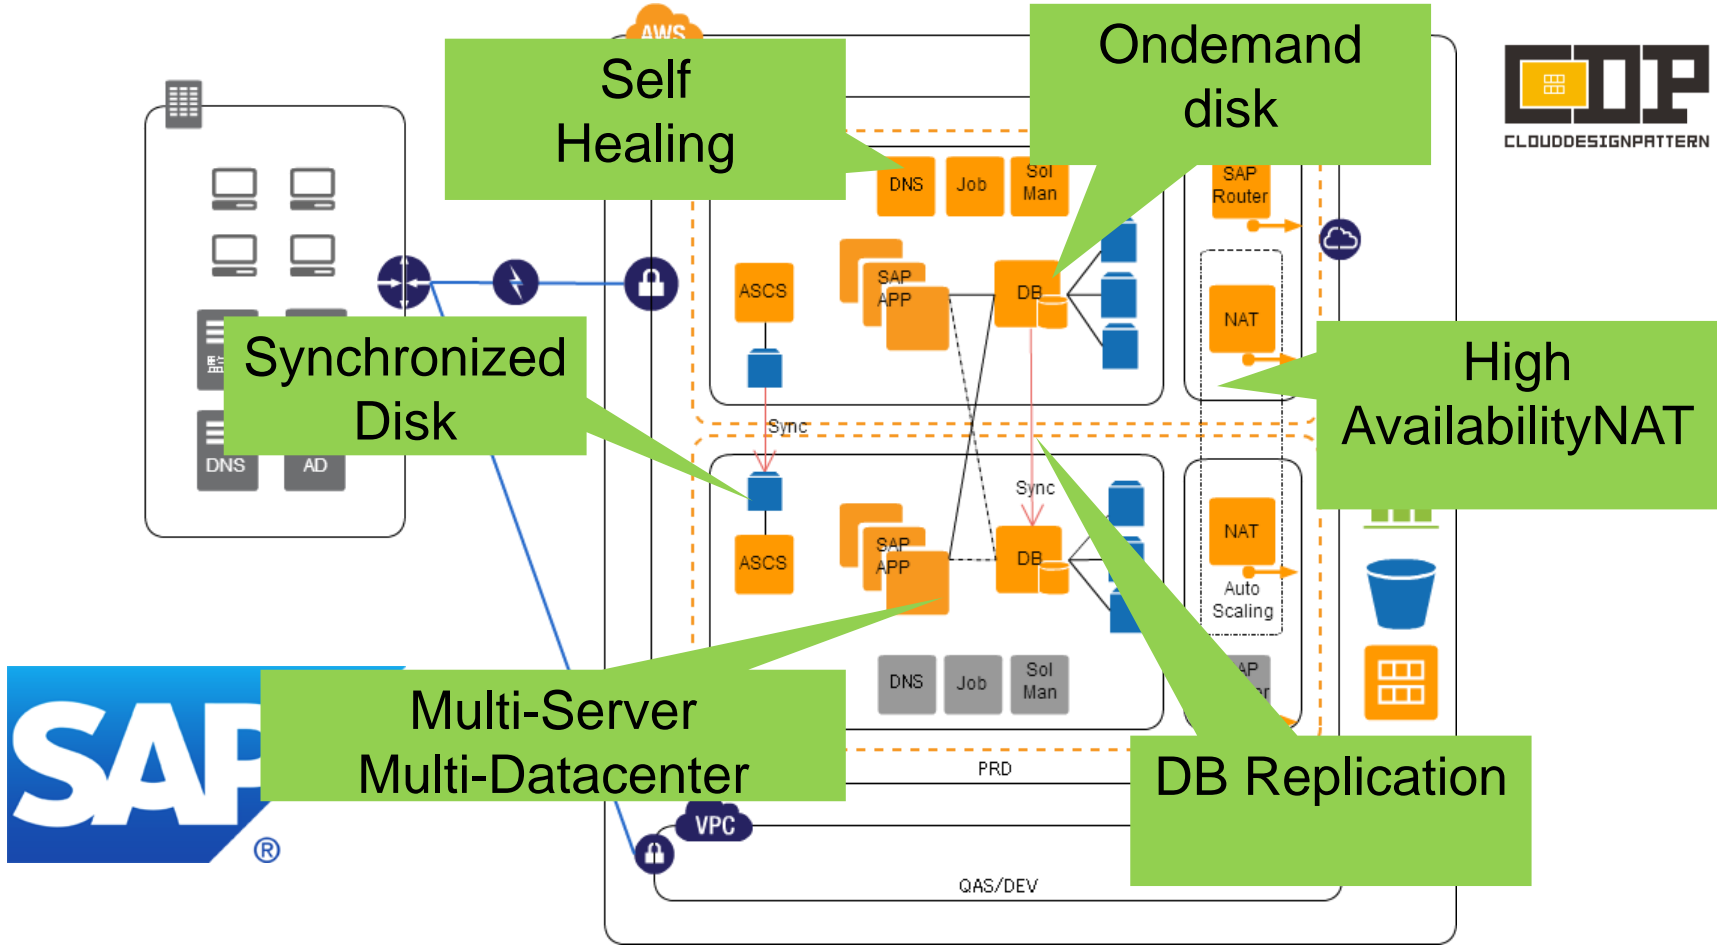 AWS
Self
Healing
Ondemand
disk
CLOUDDESIGNPATTERN
DNS
Job
Sol
Man
SAP
Router
ASCS
SAP
APP
DB
NAT
Synchronized
Disk
High
AvailabilityNAT
Sync
DNS
AD
Sync
ASCS
SAP
APP
DB
NAT
Auto
Scaling
DNS
Job
Sol
Man
SAP
®
Multi-Server
Multi-Datacenter
PRD
DB Replication
VPC
QAS/DEV